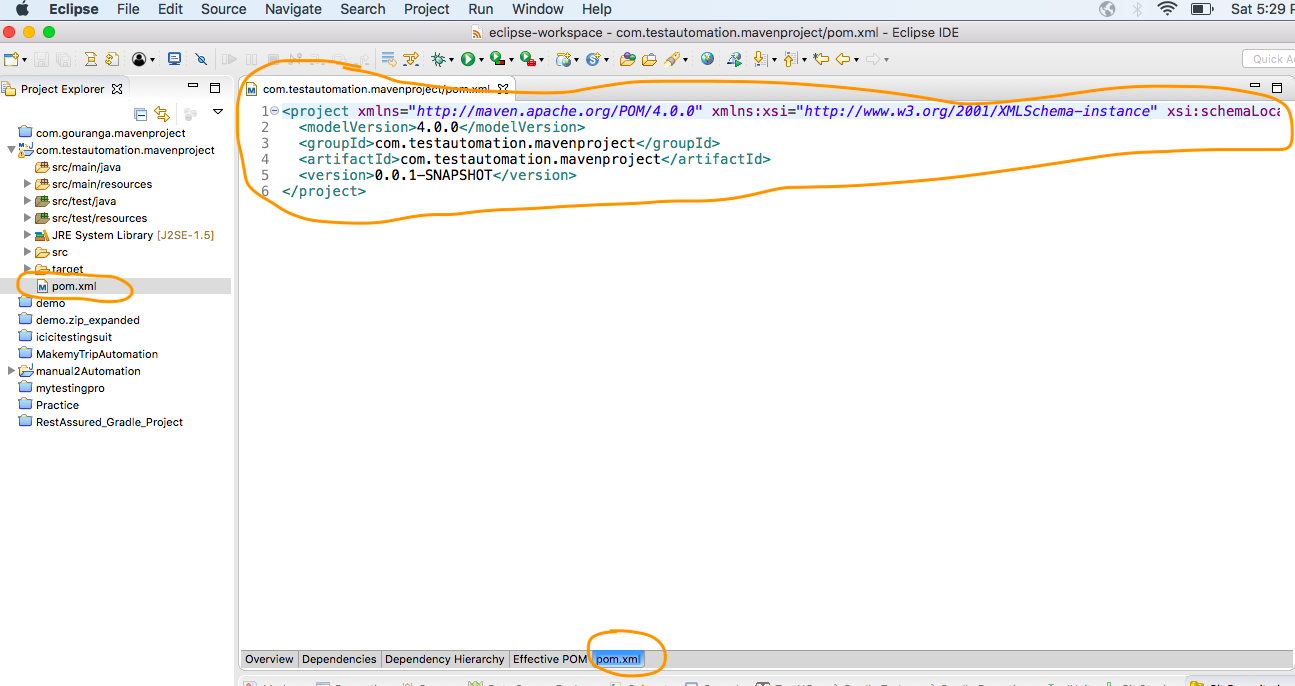 Eclipse File Edit Source Navigate Search Project Run Window Help Sat 5:29
eclipse-workspace - com.testautomation.mavenproject/pom.xml - Eclipse IDE
Quick
Project Explorer
com.gouranga.mavenproject
com.testautomation.mavenproject
src/main/java
src/main/resources
src/test/java
src/test/resources
JRE System Library [J2SE-1.5]
src
target
pom.xml
demo
demo.zip_expanded
icicitestingsuit
MakemyTripAutomation
manual2Automation
mytestingpro
Practice
RestAssured_Gradle_Project
com.testautomation.mavenproject/pom.xml
1 <project xmlns="http://maven.apache.org/POM/4.0.0" xmlns:xsi="http://www.w3.org/2001/XMLSchema-instance" xsi:schemaLoca
2 <modelVersion>4.0.0</modelVersion>
3 <groupId>com.testautomation.mavenproject</groupId>
4 <artifactId>com.testautomation.mavenproject</artifactId>
5 <version>0.0.1-SNAPSHOT</version>
6 </project>
Overview Dependencies Dependency Hierarchy Effective POM pom.xml